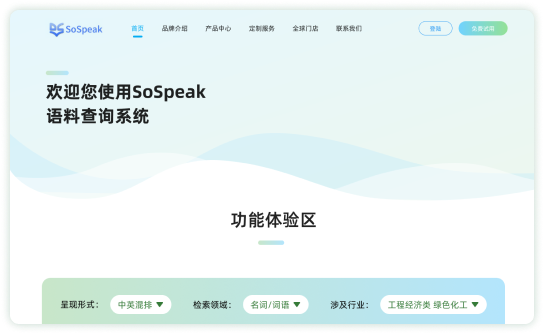 SoSpeak
首页 品牌介绍 产品中心 定制服务 全球门店 联系我们 登陆 免费试用
欢迎您使用SoSpeak
语料查询系统
功能体验区
呈现形式： 中英混排 检素领域： 名词/词语 涉及行业： 工程经济类 绿色化工